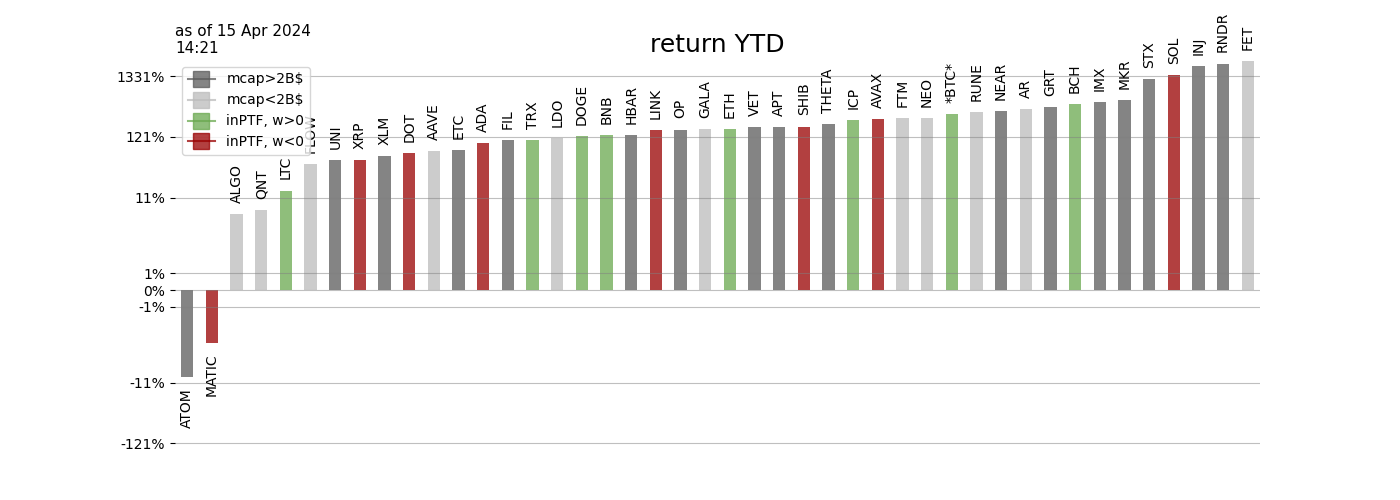 as of 15 Apr 2024
14:21
return YTD
1331%
121%
11%
1%
0%
-1%
-11%
-121%
mcap>2B$
mcap<2B$
inPTF, w>0
inPTF, w<0
ATOM
MATIC
ALGO
QNT
LTC
FLOW
UNI
XRP
XLM
DOT
AAVE
ETC
ADA
FIL
TRX
LDO
DOGE
BNB
HBAR
LINK
OP
GALA
ETH
VET
APT
SHIB
THETA
ICP
AVAX
FTM
NEO
*BTC*
RUNE
NEAR
AR
GRT
BCH
IMX
MKR
STX
SOL
INJ
RNDR
FET